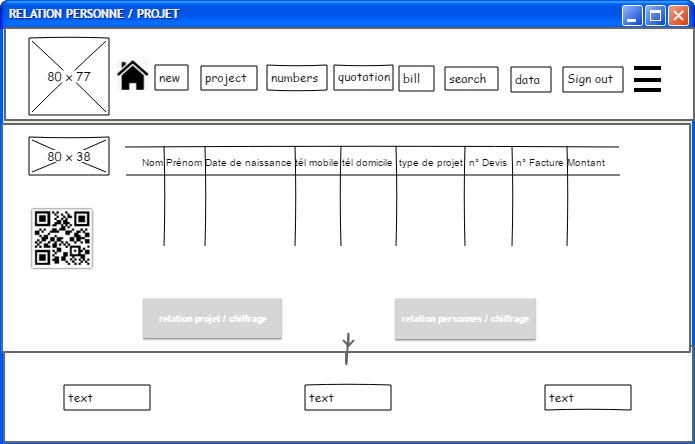 RELATION PERSONNE / PROJET
80 x 77
new project numbers quotation bill search data Sign out
80 x 38
Nom Prénom Date de naissance tél mobile tél domicile type de projet n° Devis n° Facture Montant
relation projet / chiffrage relation personnes / chiffrage
text text text